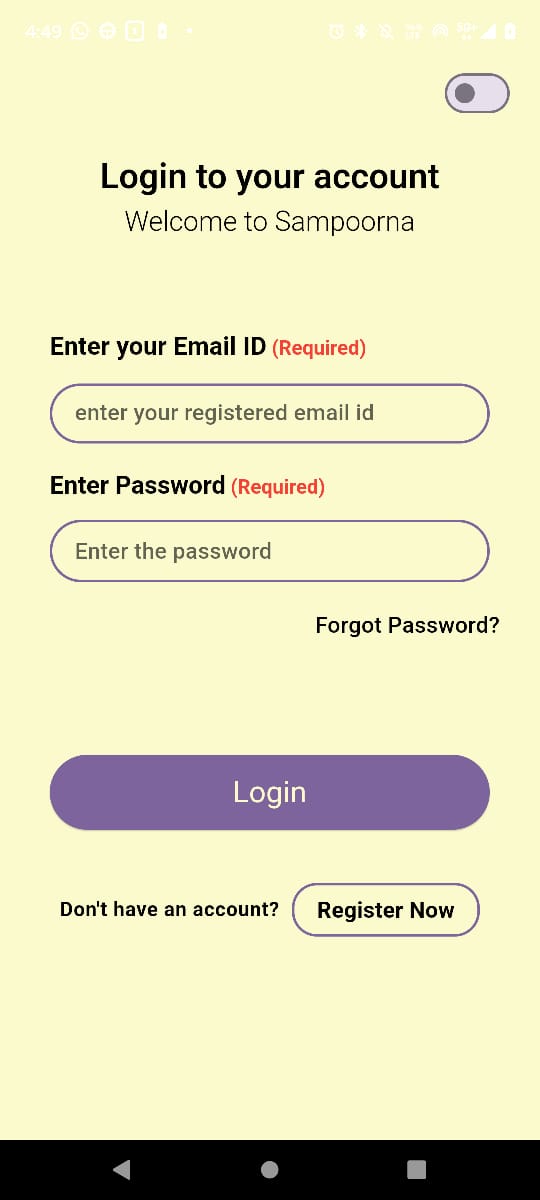 4:49
Login to your account
Welcome to Sampoorna
Enter your Email ID (Required)
enter your registered email id
Enter Password (Required)
Enter the password
Forgot Password?
Login
Don't have an account? Register Now